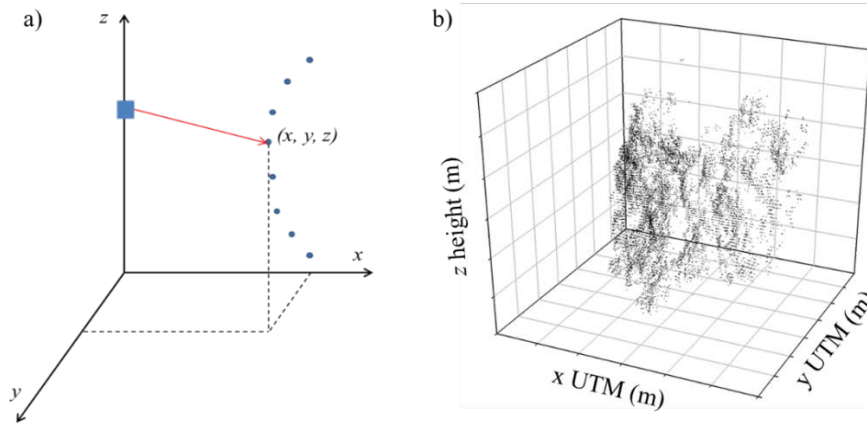 a)
z
(x, y, z)
x
y
b)
z height (m)
x UTM (m)
y UTM (m)